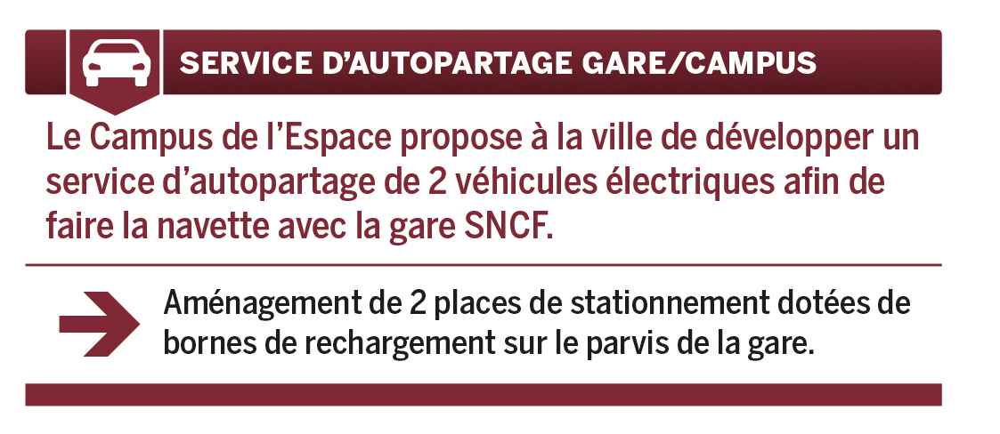 SERVICE D’AUTOPARTAGE GARE/CAMPUS
Le Campus de l’Espace propose à la ville de développer un
service d’autopartage de 2 véhicules électriques afin de
faire la navette avec la gare SNCF.
Aménagement de 2 places de stationnement dotées de
bornes de rechargement sur le parvis de la gare.